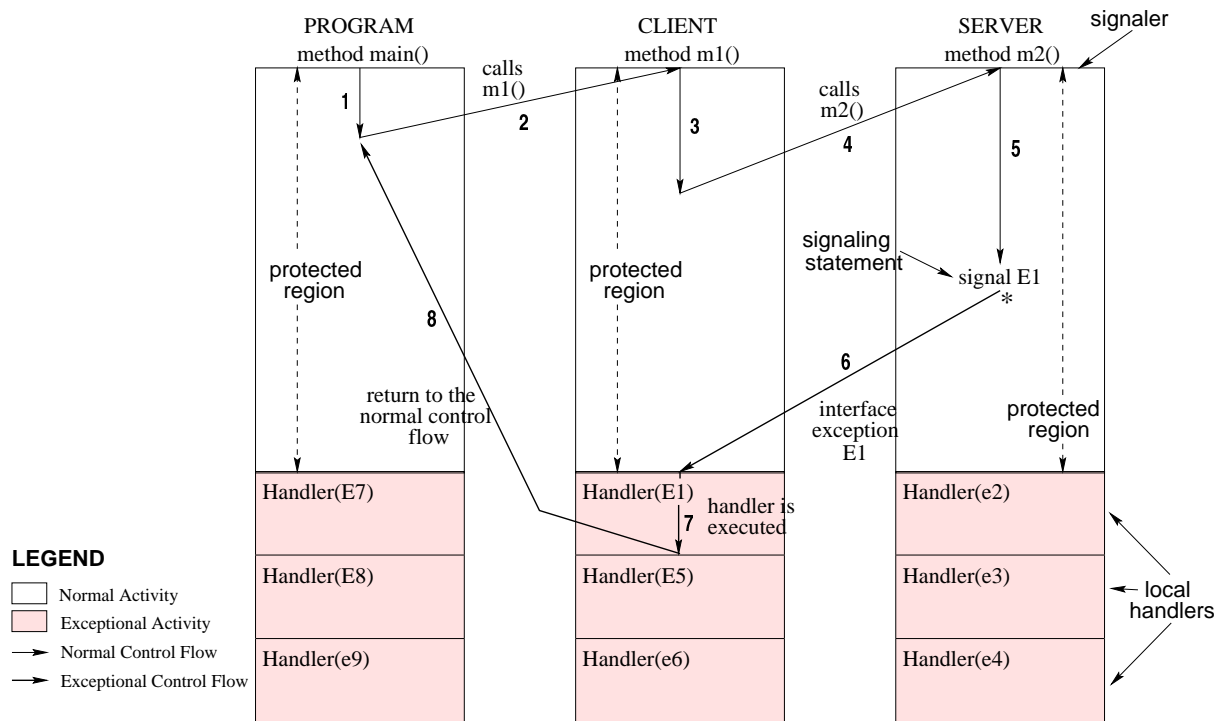 PROGRAM
method main()
CLIENT
method m1()
SERVER
method m2()
signaler
calls
m1()
calls
m2()
1
2
3
4
5
signaling
statement
signal E1
*
protected
region
protected
region
8
6
return to the
normal control
flow
interface
exception
E1
protected
region
Handler(E7)
Handler(E1)
handler is
executed
7
Handler(e2)
LEGEND
Normal Activity
Exceptional Activity
Normal Control Flow
Exceptional Control Flow
Handler(E8)
Handler(E5)
Handler(e3)
local
handlers
Handler(e9)
Handler(e6)
Handler(e4)